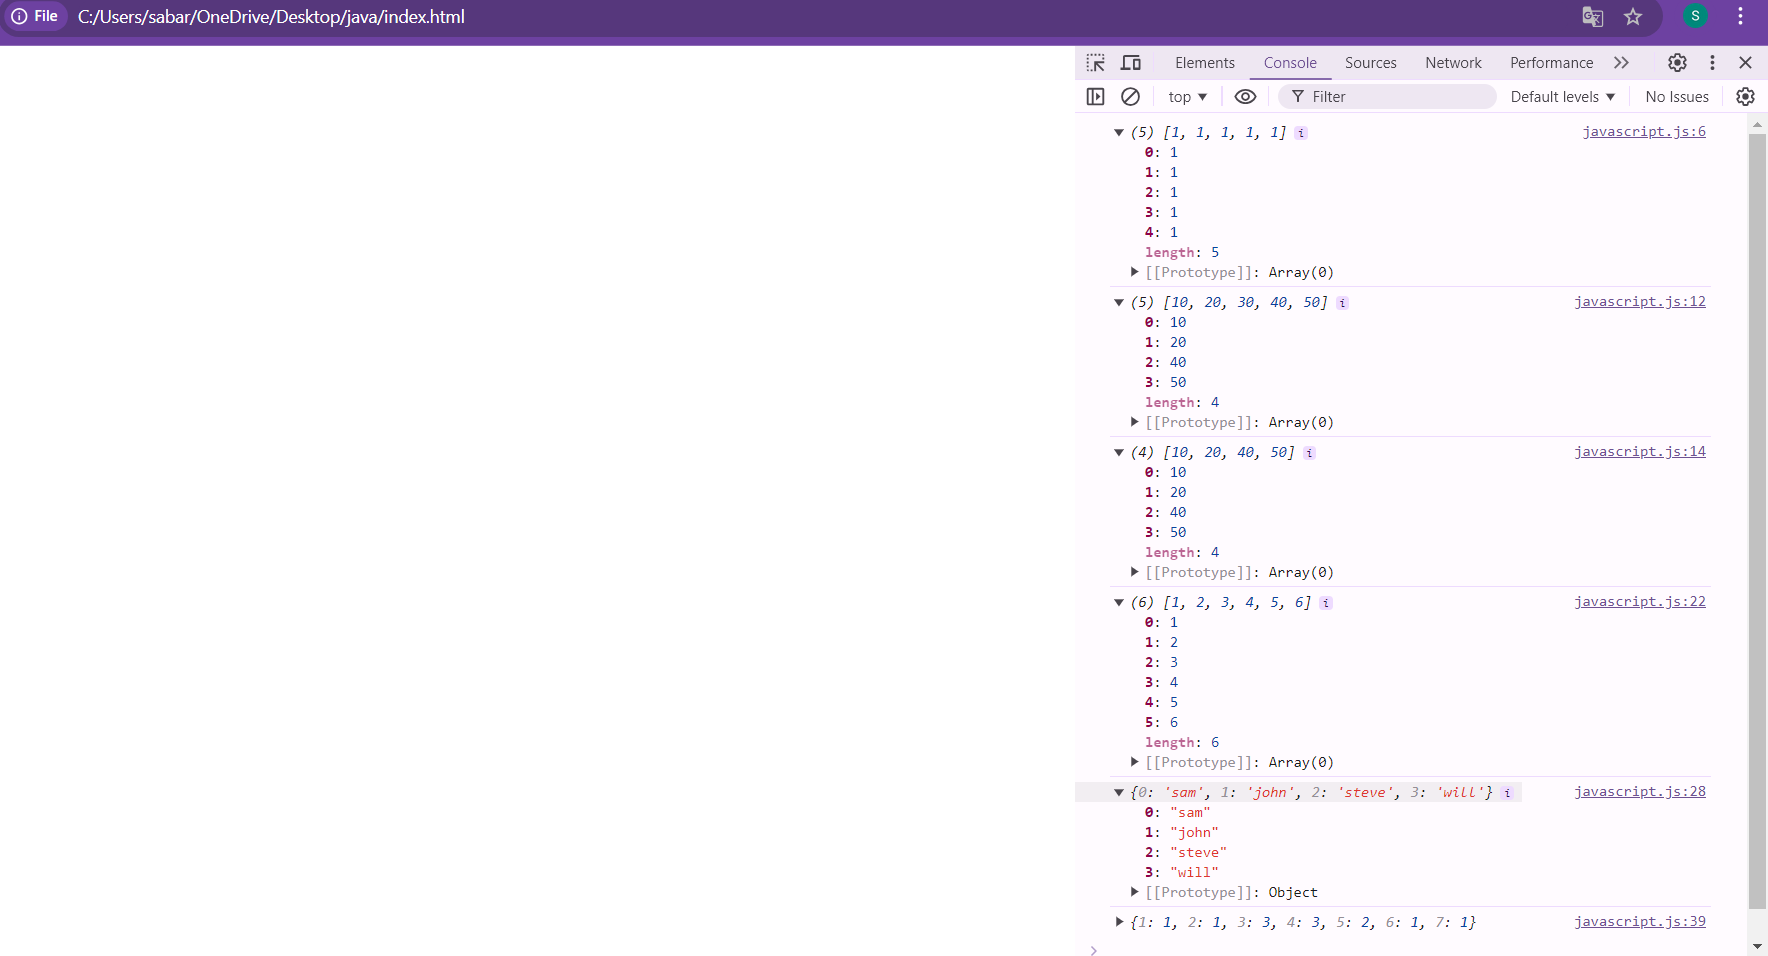 File C:/Users/sabar/OneDrive/Desktop/java/index.html S
Elements Console Sources Network Performance
top Filter Default levels No Issues
(5) [1, 1, 1, 1, 1] i javascript.js:6
0: 1
1: 1
2: 1
3: 1
4: 1
length: 5
[[Prototype]]: Array(0)
(5) [10, 20, 30, 40, 50] i javascript.js:12
0: 10
1: 20
2: 40
3: 50
length: 4
[[Prototype]]: Array(0)
(4) [10, 20, 40, 50] i javascript.js:14
0: 10
1: 20
2: 40
3: 50
length: 4
[[Prototype]]: Array(0)
(6) [1, 2, 3, 4, 5, 6] i javascript.js:22
0: 1
1: 2
2: 3
3: 4
4: 5
5: 6
length: 6
[[Prototype]]: Array(0)
{0: 'sam', 1: 'john', 2: 'steve', 3: 'will'} i javascript.js:28
0: "sam"
1: "john"
2: "steve"
3: "will"
[[Prototype]]: Object
{1: 1, 2: 1, 3: 3, 4: 3, 5: 2, 6: 1, 7: 1} javascript.js:39